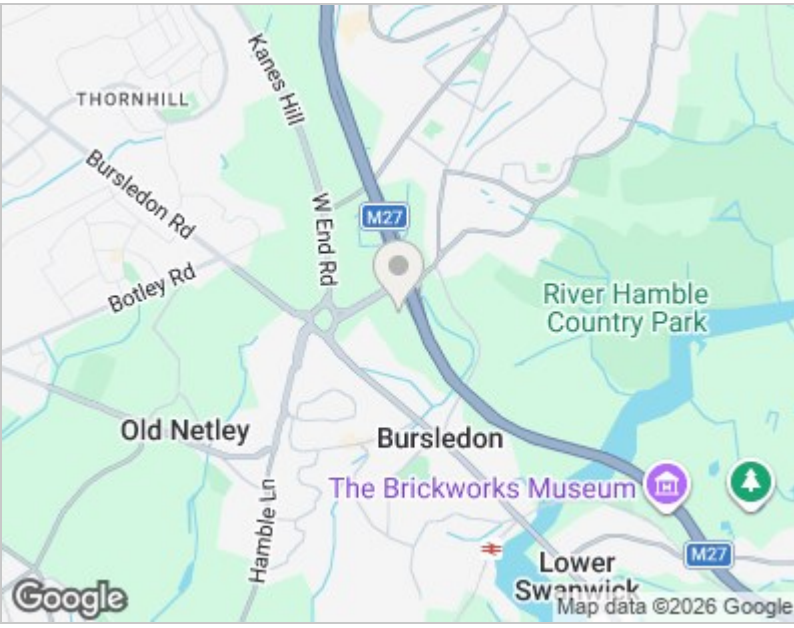 Kanes Hill
THORNHILL
Bursledon Rd
W End Rd
M27
Botley Rd
River Hamble
Country Park
Old Netley
Bursledon
The Brickworks Museum
Hamble Ln
M27
Lower
Swanwick
Google
Map data ©2026 Google